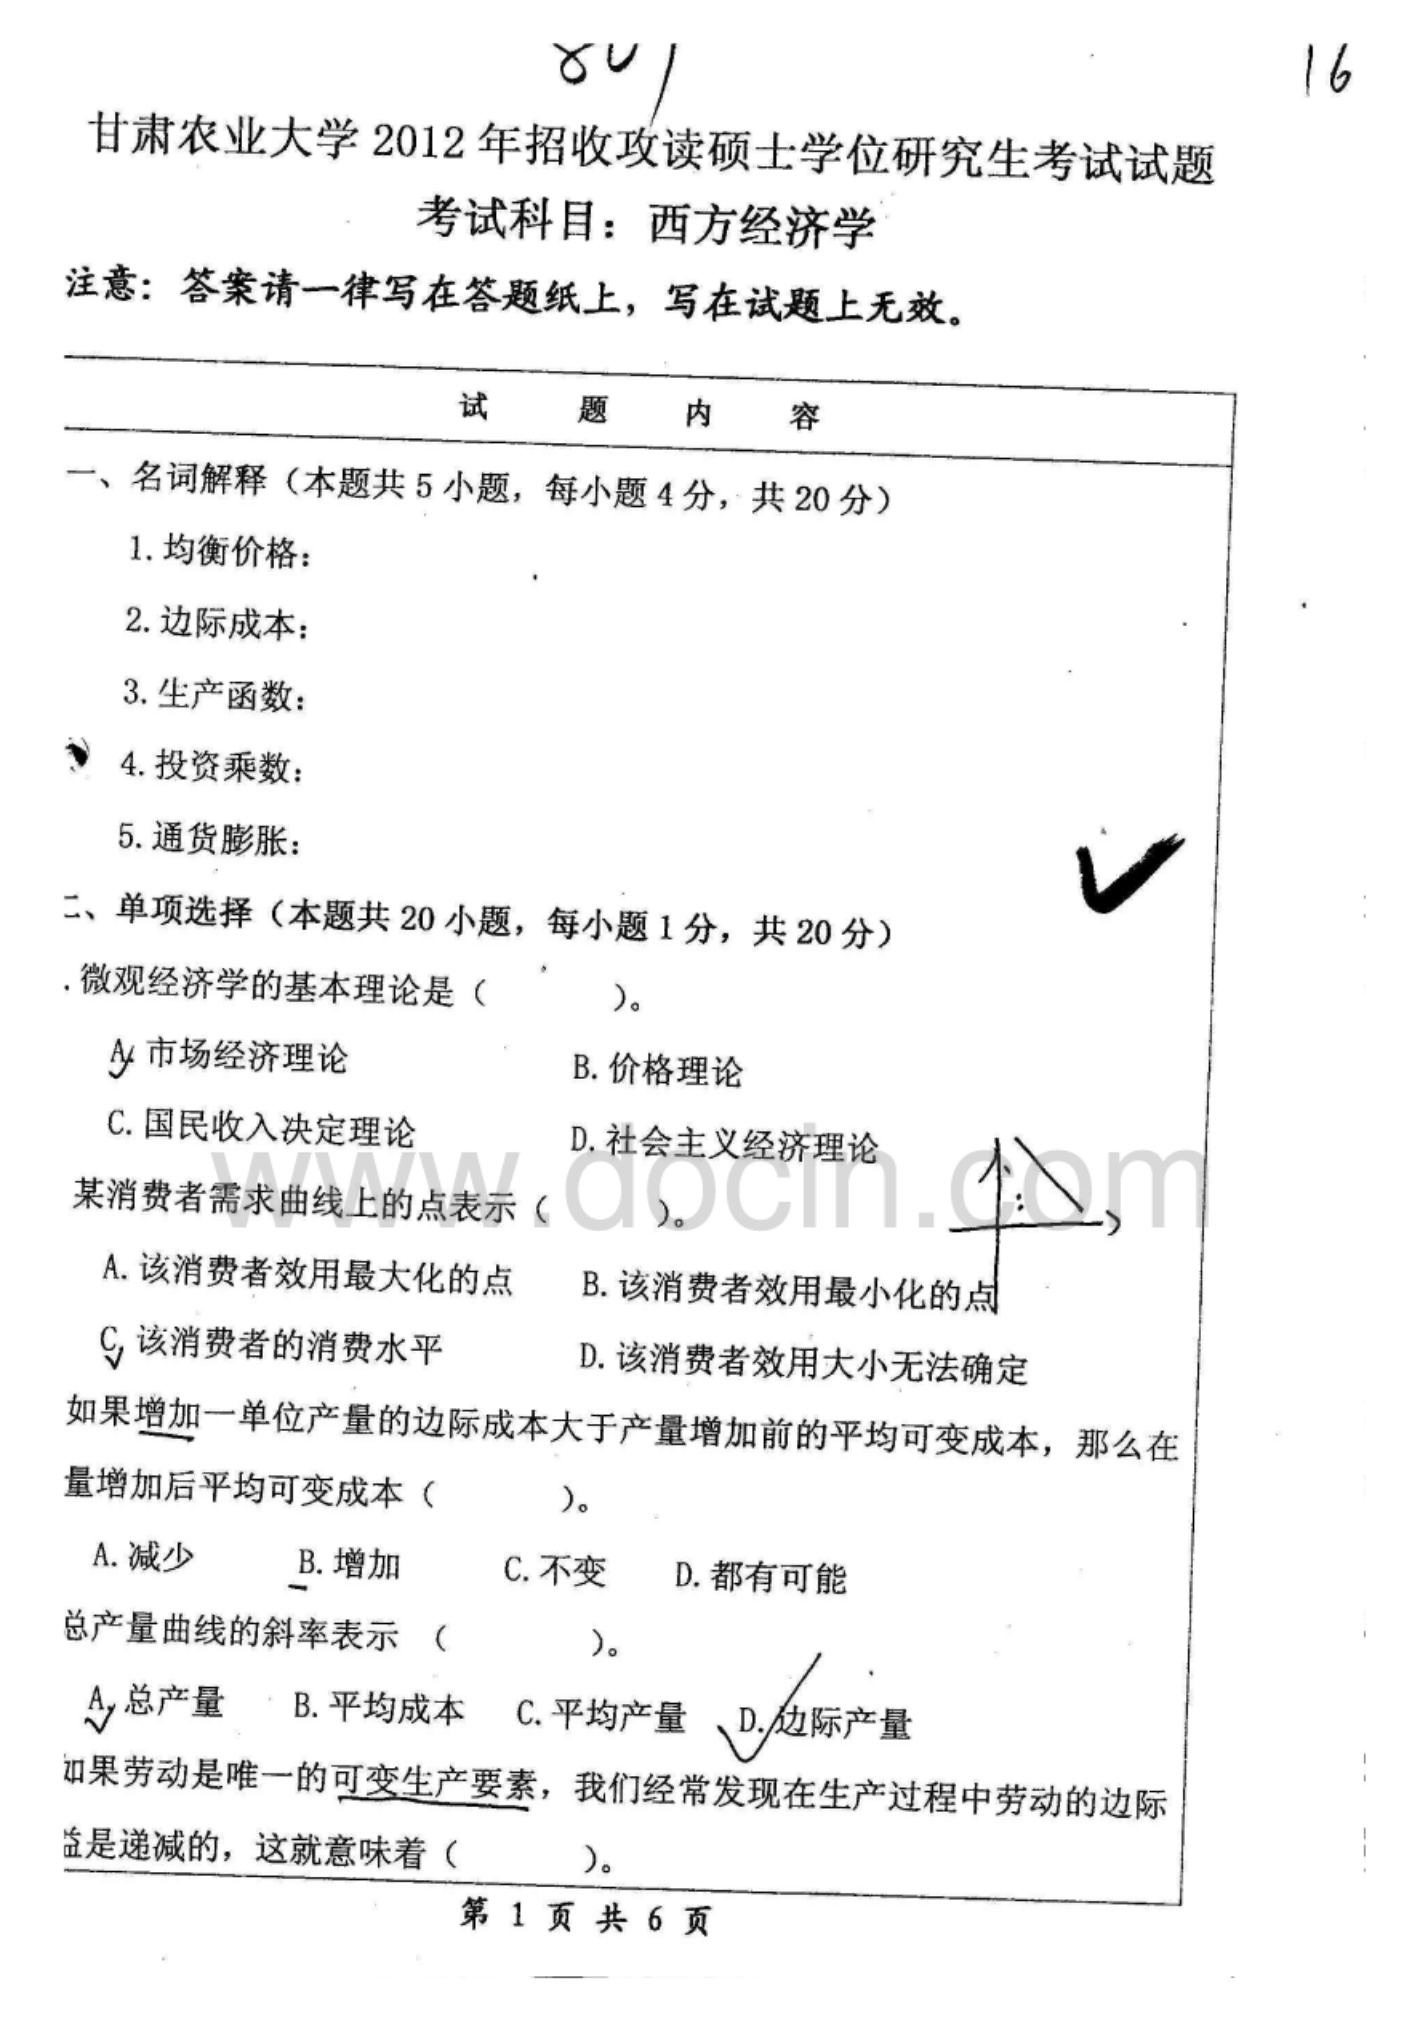 801
16
甘肃农业大学 2012 年招收攻读硕士学位研究生考试试题
考试科目：西方经济学
注意：答案请一律写在答题纸上，写在试题上无效。
试 题 内 容
一、名词解释（本题共 5 小题，每小题 4 分，共 20 分）
1. 均衡价格：
2. 边际成本：
3. 生产函数：
4. 投资乘数：
5. 通货膨胀：
二、单项选择（本题共 20 小题，每小题 1 分，共 20 分）
. 微观经济学的基本理论是（ ）。
A. 市场经济理论 B. 价格理论
C. 国民收入决定理论 D. 社会主义经济理论
某消费者需求曲线上的点表示（ ）。
A. 该消费者效用最大化的点 B. 该消费者效用最小化的点
C. 该消费者的消费水平 D. 该消费者效用大小无法确定
如果增加一单位产量的边际成本大于产量增加前的平均可变成本，那么在
量增加后平均可变成本（ ）。
A. 减少 B. 增加 C. 不变 D. 都有可能
总产量曲线的斜率表示 （ ）。
A. 总产量 B. 平均成本 C. 平均产量 D. 边际产量
如果劳动是唯一的可变生产要素，我们经常发现在生产过程中劳动的边际
益是递减的，这就意味着（ ）。
第 1 页 共 6 页
www.docin.com